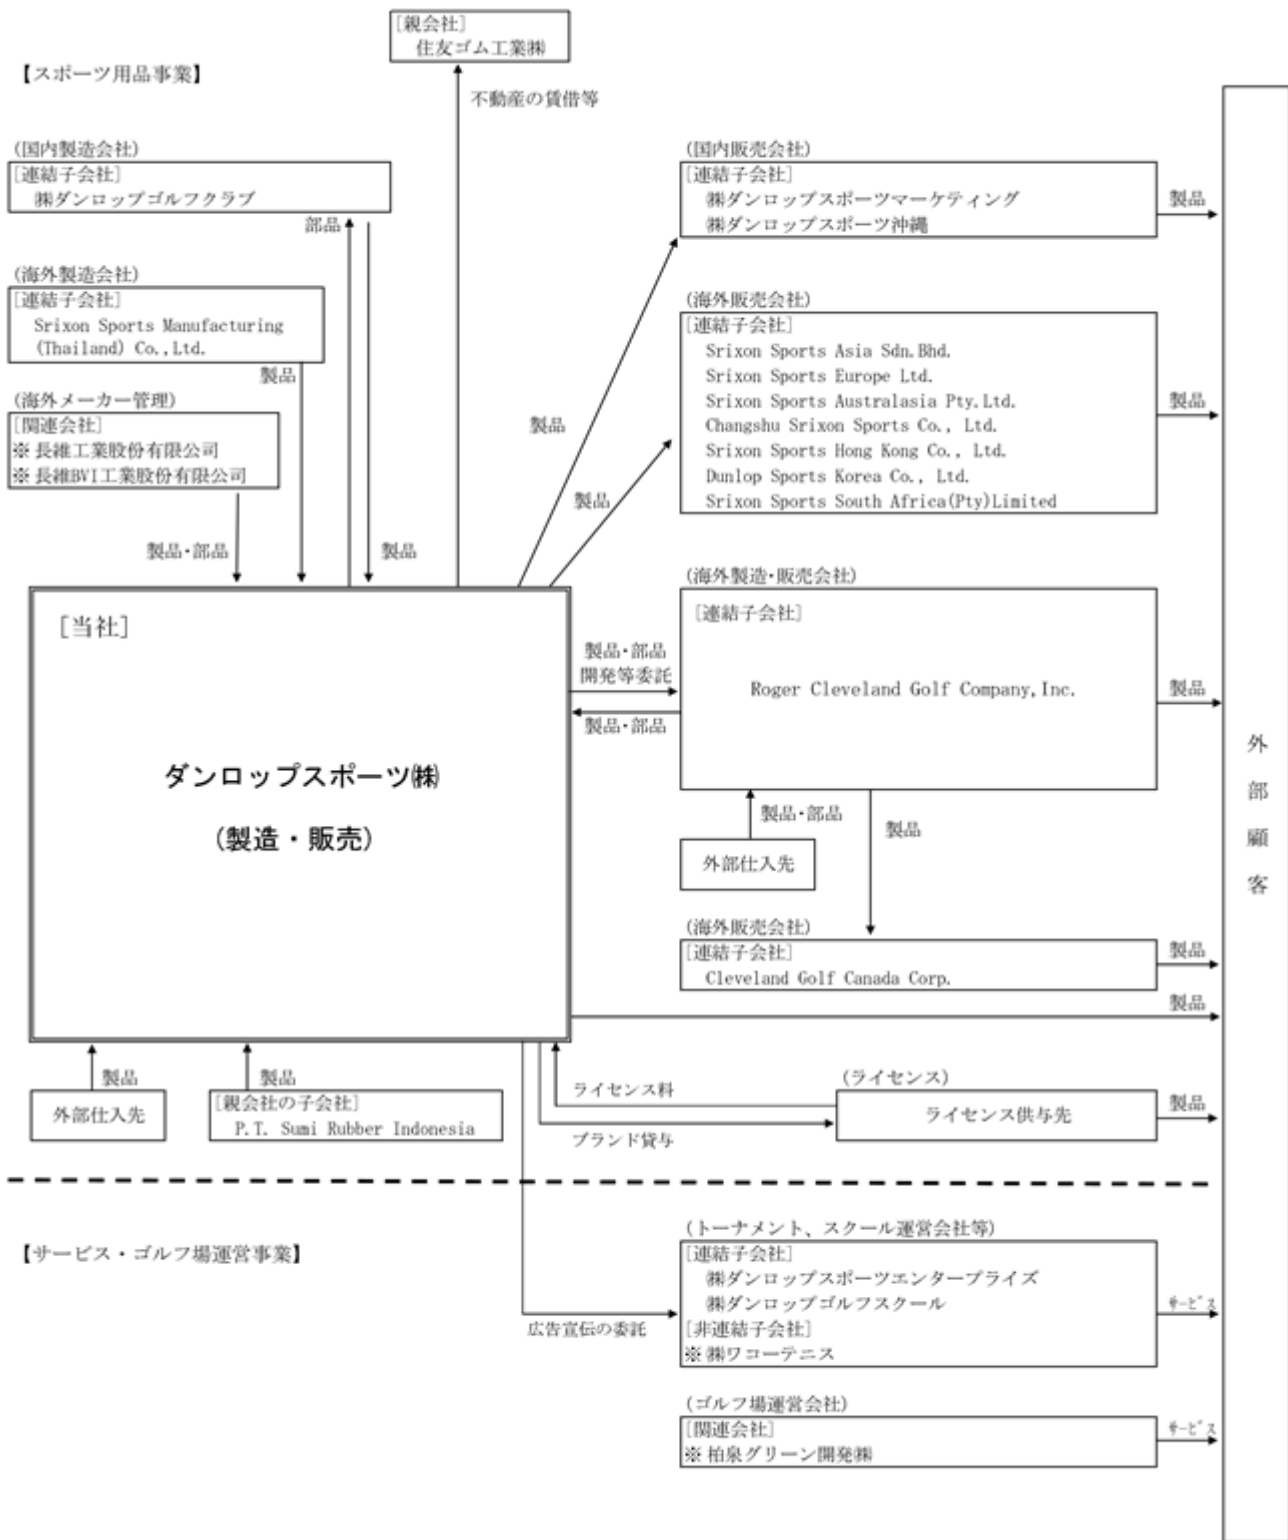 [親会社]
住友ゴム工業㈱
【スポーツ用品事業】
不動産の賃借等
(国内製造会社)
[連結子会社]
㈱ダンロップゴルフクラブ
部品
(海外製造会社)
[連結子会社]
Srixon Sports Manufacturing
(Thailand) Co.,Ltd.
製品
(海外メーカー管理)
[関連会社]
※ 長維工業股份有限公司
※ 長維BVI工業股份有限公司
製品・部品
製品
(国内販売会社)
[連結子会社]
㈱ダンロップスポーツマーケティング
㈱ダンロップスポーツ沖縄
製品
(海外販売会社)
[連結子会社]
Srixon Sports Asia Sdn.Bhd.
Srixon Sports Europe Ltd.
Srixon Sports Australasia Pty.Ltd.
Changshu Srixon Sports Co., Ltd.
Srixon Sports Hong Kong Co., Ltd.
Dunlop Sports Korea Co., Ltd.
Srixon Sports South Africa(Pty)Limited
製品
製品
製品
[当社]
ダンロップスポーツ㈱
(製造・販売)
(海外製造・販売会社)
[連結子会社]
Roger Cleveland Golf Company,Inc.
製品・部品
開発等委託
製品・部品
製品
製品・部品
外部仕入先
製品
(海外販売会社)
[連結子会社]
Cleveland Golf Canada Corp.
製品
製品
外部顧客
製品
外部仕入先
製品
[親会社の子会社]
P.T. Sumi Rubber Indonesia
ライセンス料
ブランド貸与
(ライセンス)
ライセンス供与先
製品
【サービス・ゴルフ場運営事業】
広告宣伝の委託
(トーナメント、スクール運営会社等)
[連結子会社]
㈱ダンロップスポーツエンタープライズ
㈱ダンロップゴルフスクール
[非連結子会社]
※ ㈱ワコーテニス
サービス
(ゴルフ場運営会社)
[関連会社]
※ 柏泉グリーン開発㈱
サービス